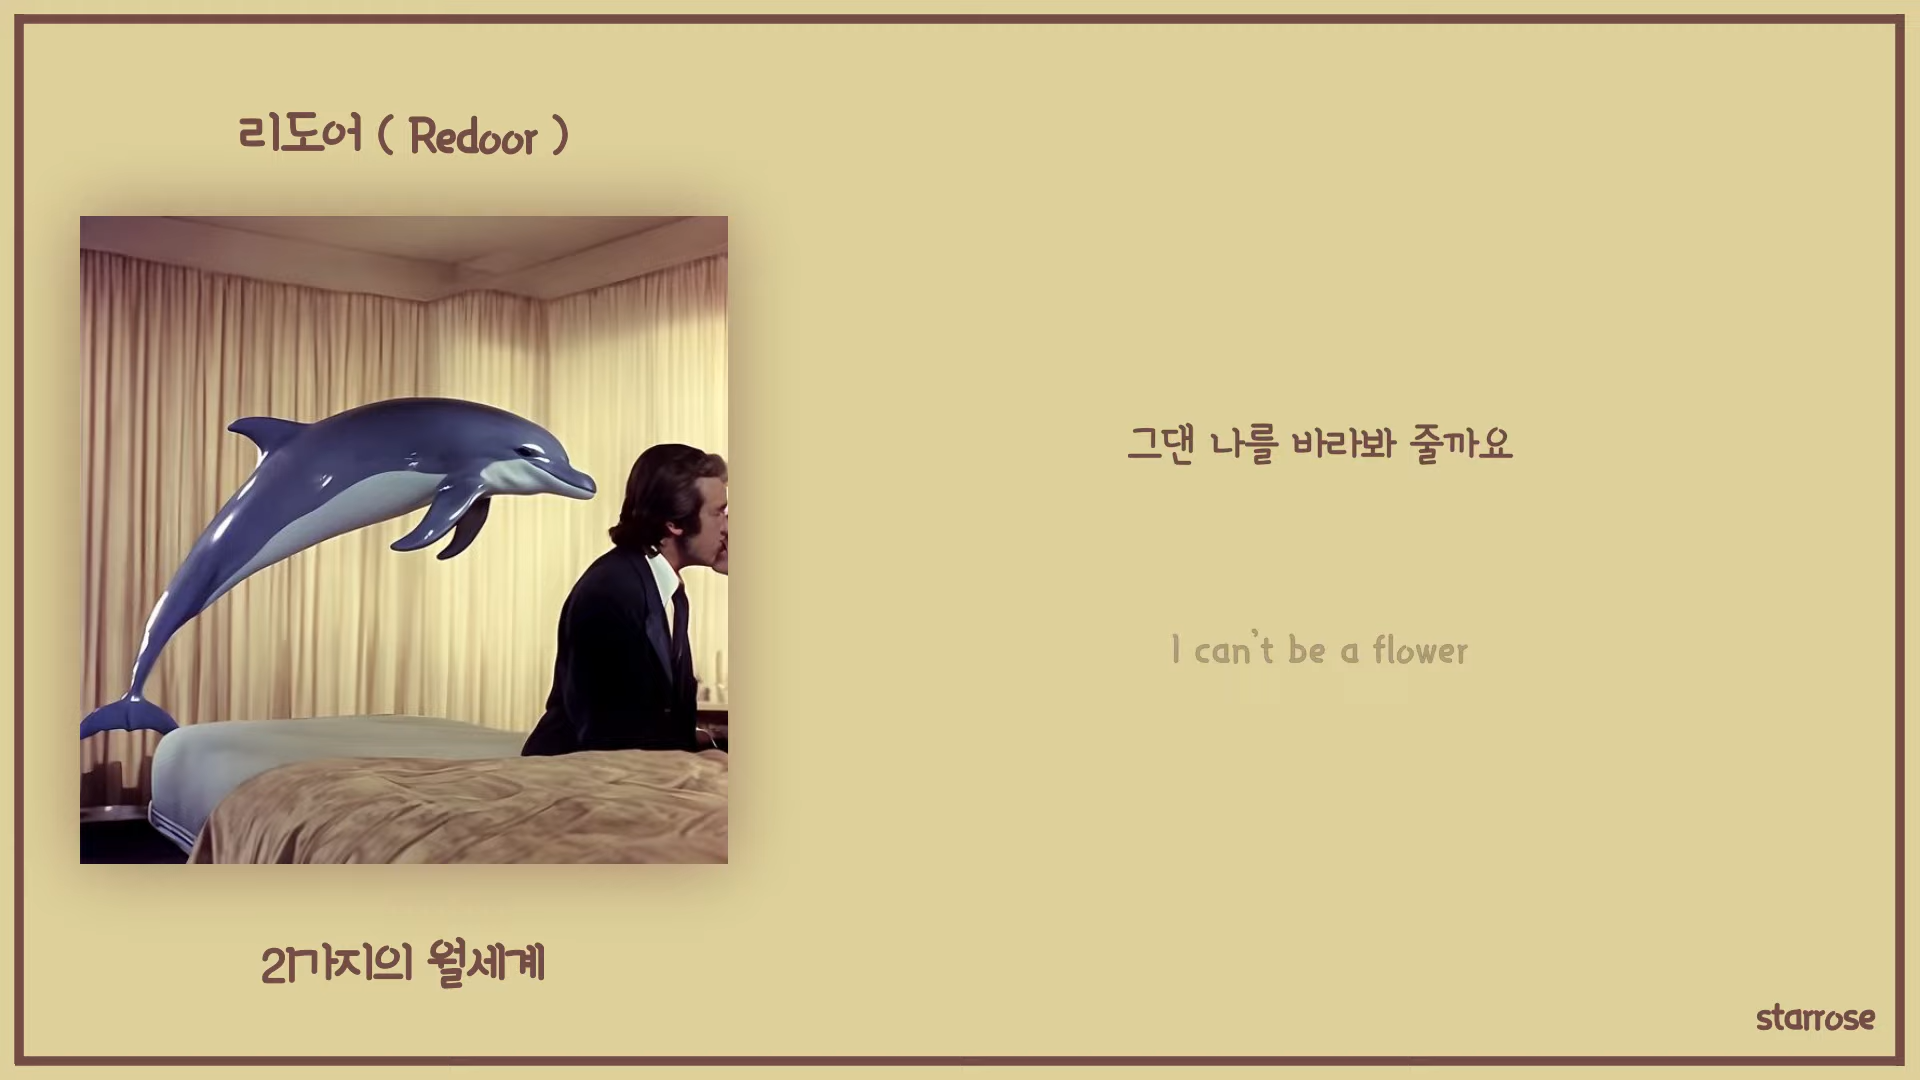 리도어 ( Redoor )
그댄 나를 바라봐 줄까요
I can't be a flower
21가지의 월세계
starrose